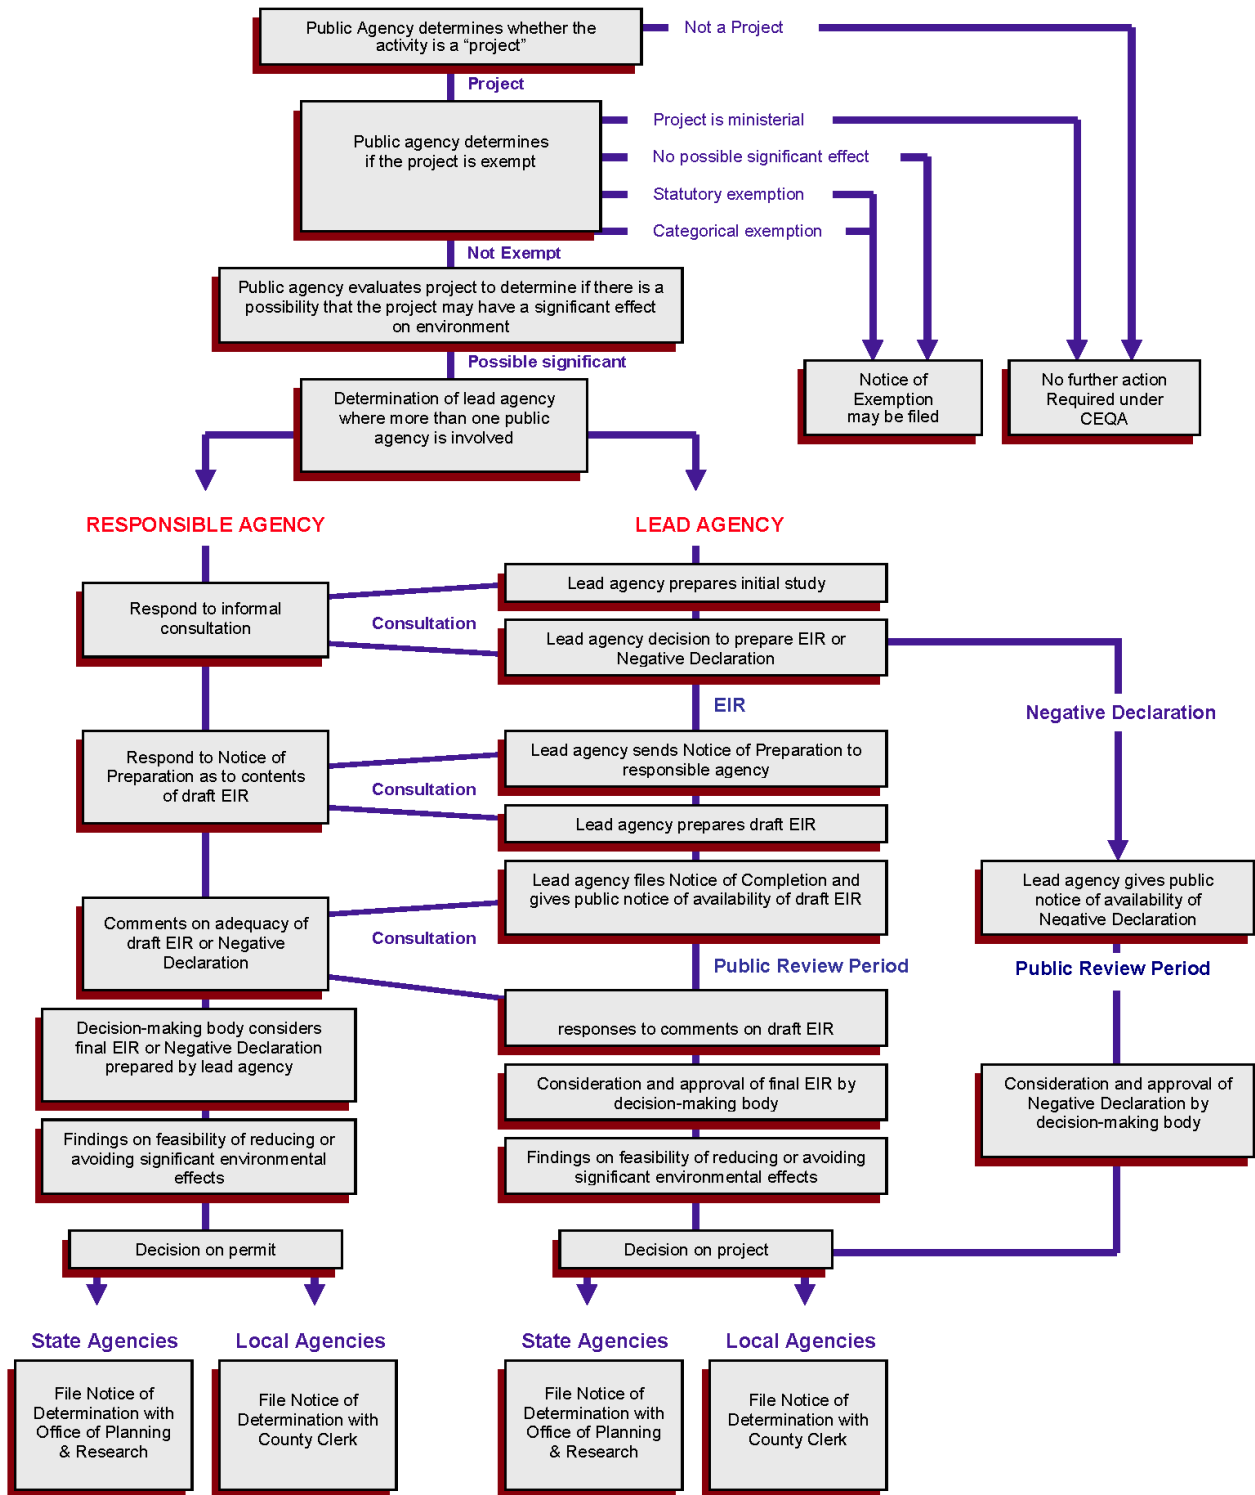 Public Agency determines whether the
activity is a “project”
Not a Project
Project
Public agency determines
if the project is exempt
Project is ministerial
No possible significant effect
Statutory exemption
Categorical exemption
Not Exempt
Public agency evaluates project to determine if there is a
possibility that the project may have a significant effect
on environment
Possible significant
Determination of lead agency
where more than one public
agency is involved
Notice of
Exemption
may be filed
No further action
Required under
CEQA
RESPONSIBLE AGENCY
LEAD AGENCY
Respond to informal
consultation
Consultation
Lead agency prepares initial study
Lead agency decision to prepare EIR or
Negative Declaration
EIR
Negative Declaration
Respond to Notice of
Preparation as to contents
of draft EIR
Consultation
Lead agency sends Notice of Preparation to
responsible agency
Lead agency prepares draft EIR
Lead agency files Notice of Completion and
gives public notice of availability of draft EIR
Lead agency gives public
notice of availability of
Negative Declaration
Comments on adequacy of
draft EIR or Negative
Declaration
Consultation
Public Review Period
Public Review Period
responses to comments on draft EIR
Decision-making body considers
final EIR or Negative Declaration
prepared by lead agency
Consideration and approval of final EIR by
decision-making body
Consideration and approval of
Negative Declaration by
decision-making body
Findings on feasibility of reducing or
avoiding significant environmental
effects
Findings on feasibility of reducing or avoiding
significant environmental effects
Decision on permit
Decision on project
State Agencies
Local Agencies
State Agencies
Local Agencies
File Notice of
Determination with
Office of Planning
& Research
File Notice of
Determination with
County Clerk
File Notice of
Determination with
Office of Planning
& Research
File Notice of
Determination with
County Clerk